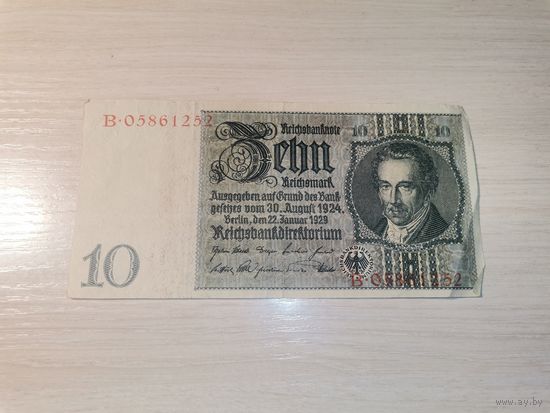 B·05861252
Reichsbanknote
10 10
Zehn
Reichsmark
Ausgegeben auf Grund des Bank
gesetzes vom 30. August 1924.
Berlin, den 22. Januar 1929
Reichsbankdirektorium
10
B·05861252
www.ay.by